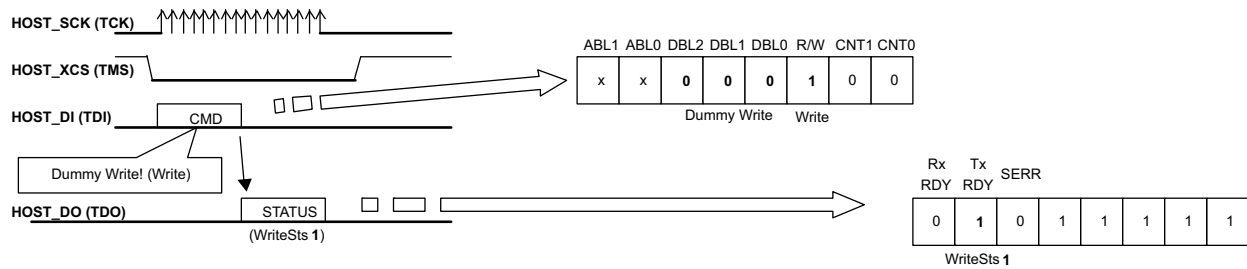 HOST_SCK (TCK)
HOST_XCS (TMS)
HOST_DI (TDI)
CMD
Dummy Write! (Write)
HOST_DO (TDO)
STATUS
(WriteSts 1)
ABL1 ABL0 DBL2 DBL1 DBL0 R/W CNT1 CNT0
x x 0 0 0 1 0 0
Dummy Write Write
Rx Tx
RDY RDY SERR
0 1 0 1 1 1 1 1
WriteSts 1